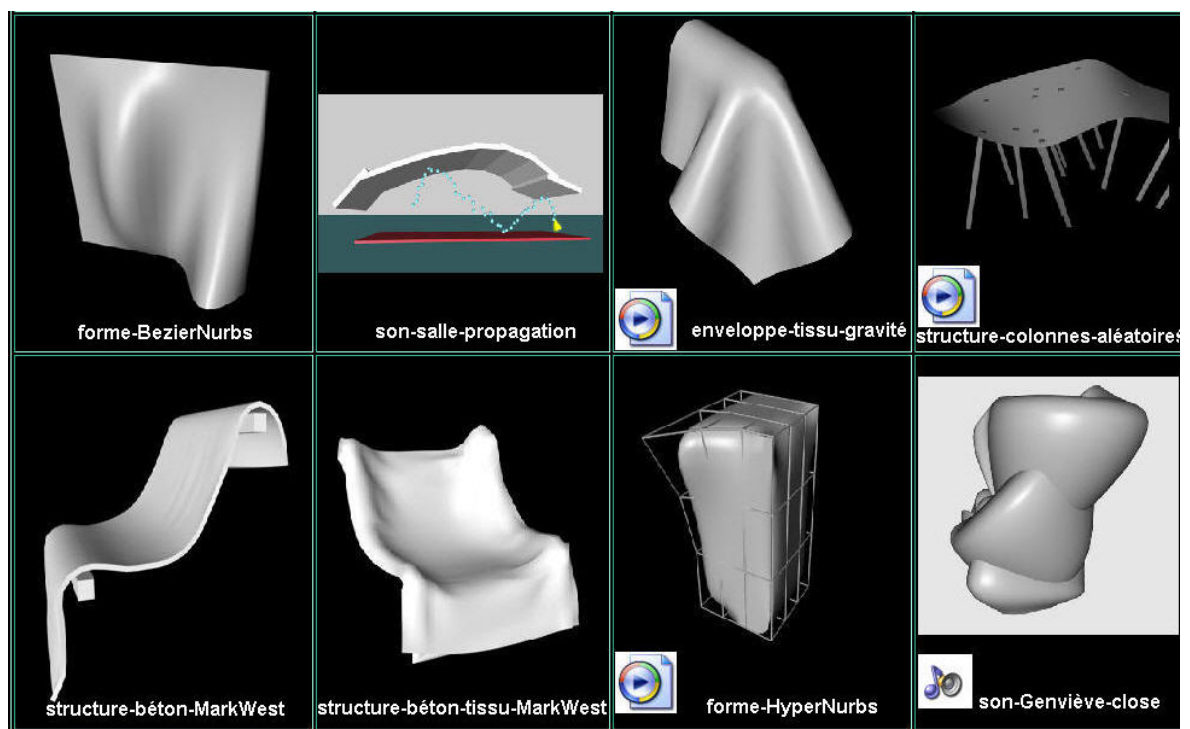 forme-BezierNurbs
son-salle-propagation
enveloppe-tissu-gravité
structure-colonnes-aléatoires
structure-béton-MarkWest
structure-béton-tissu-MarkWest
forme-HyperNurbs
son-Genviève-close